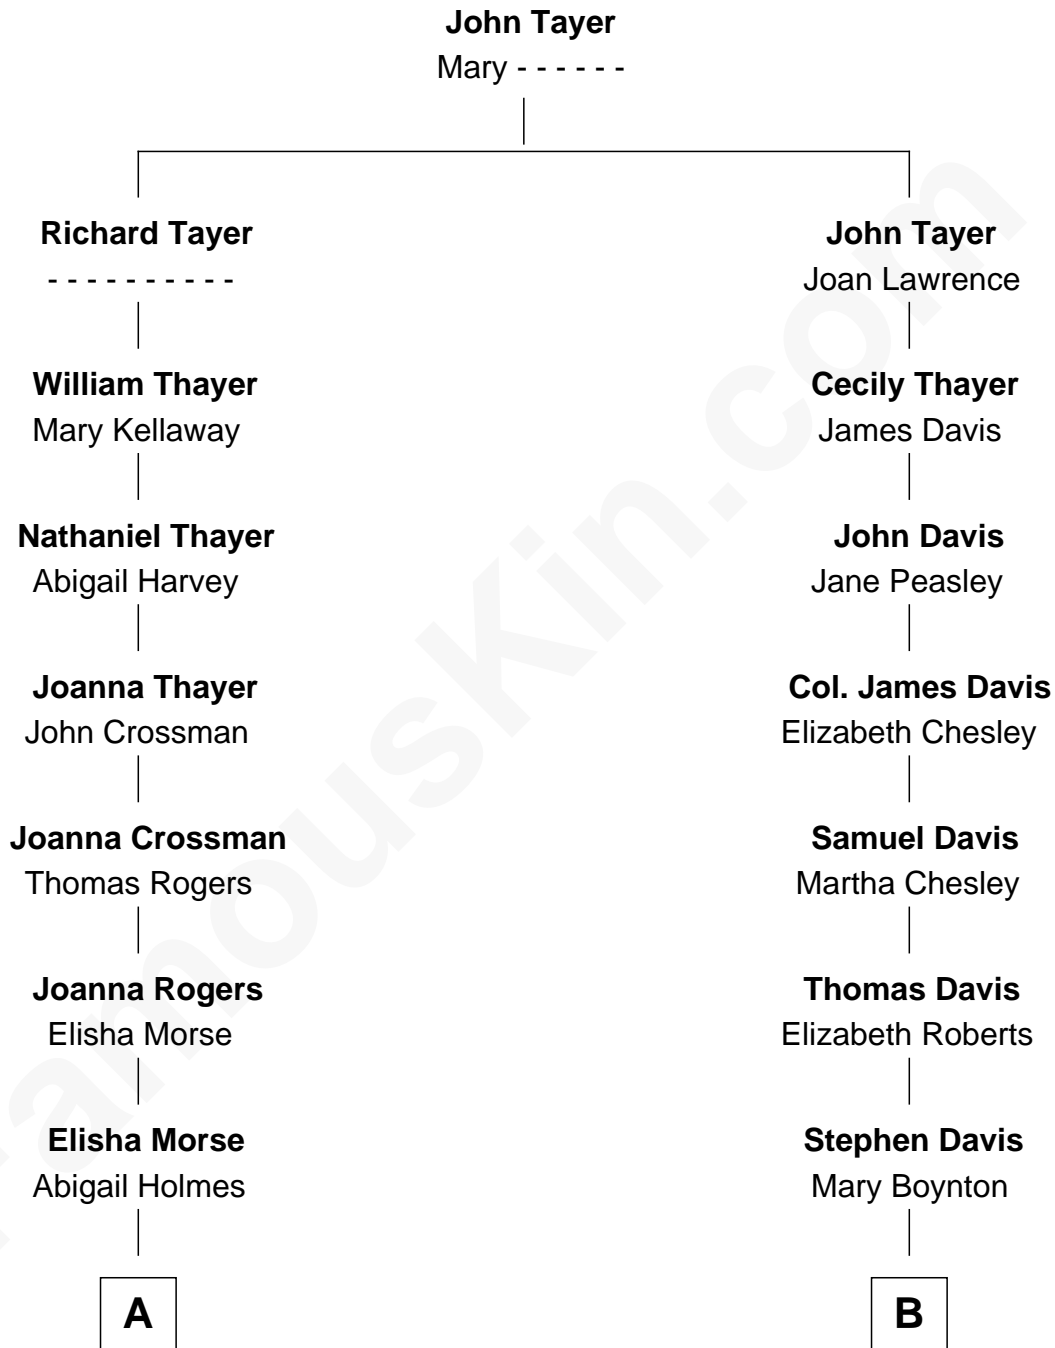 John Tayer
Mary - - - - - -
Richard Tayer
- - - - - - - - - -
John Tayer
Joan Lawrence
William Thayer
Mary Kellaway
Cecily Thayer
James Davis
Nathaniel Thayer
Abigail Harvey
John Davis
Jane Peasley
Joanna Thayer
John Crossman
Col. James Davis
Elizabeth Chesley
Joanna Crossman
Thomas Rogers
Samuel Davis
Martha Chesley
Joanna Rogers
Elisha Morse
Thomas Davis
Elizabeth Roberts
Elisha Morse
Abigail Holmes
Stephen Davis
Mary Boynton
A
B
FamousKin.com